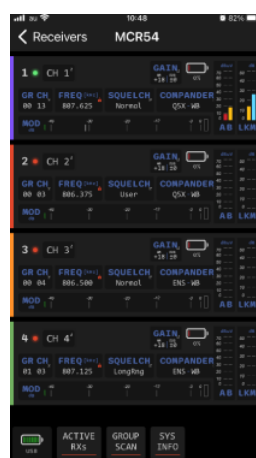 au 10:48 82%
Receivers MCR54
1 CH 1' GAIN
GR CH FREQ SQUELCH COMPANDER
00 13 807.625 Normal QSX WB
MOD AB LKM
2 CH 2' GAIN
GR CH FREQ SQUELCH COMPANDER
00 03 806.375 User QSX WB
MOD AB LKM
3 CH 3' GAIN
GR CH FREQ SQUELCH COMPANDER
00 04 806.500 Normal ENS WB
MOD AB LKM
4 CH 4' GAIN
GR CH FREQ SQUELCH COMPANDER
01 03 807.125 LongRng ENS WB
MOD AB LKM
USB ACTIVE RXs GROUP SCAN SYS INFO